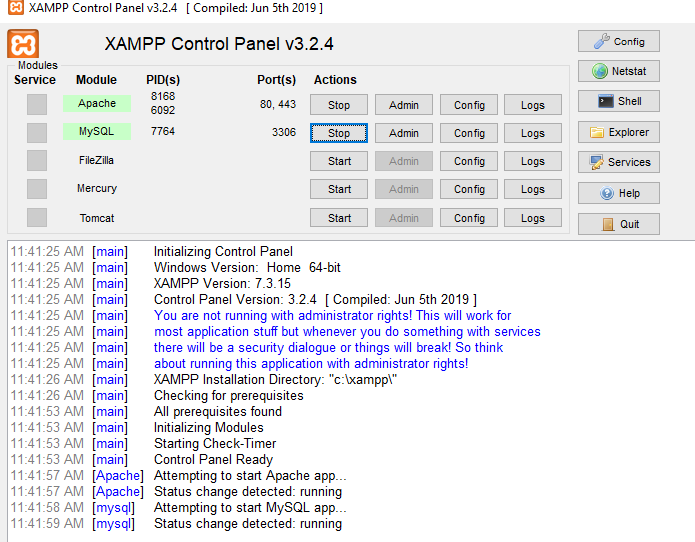 XAMPP Control Panel v3.2.4 [ Compiled: Jun 5th 2019 ]
XAMPP Control Panel v3.2.4
Config
Modules
Service Module PID(s) Port(s) Actions
Netstat
Apache 8168 6092 80, 443 Stop Admin Config Logs
Shell
MySQL 7764 3306 Stop Admin Config Logs
Explorer
FileZilla Start Admin Config Logs
Services
Mercury Start Admin Config Logs
Help
Tomcat Start Admin Config Logs
Quit
11:41:25 AM [main] Initializing Control Panel
11:41:25 AM [main] Windows Version: Home 64-bit
11:41:25 AM [main] XAMPP Version: 7.3.15
11:41:25 AM [main] Control Panel Version: 3.2.4 [ Compiled: Jun 5th 2019 ]
11:41:25 AM [main] You are not running with administrator rights! This will work for
11:41:25 AM [main] most application stuff but whenever you do something with services
11:41:25 AM [main] there will be a security dialogue or things will break! So think
11:41:25 AM [main] about running this application with administrator rights!
11:41:26 AM [main] XAMPP Installation Directory: "c:\xampp\"
11:41:26 AM [main] Checking for prerequisites
11:41:53 AM [main] All prerequisites found
11:41:53 AM [main] Initializing Modules
11:41:53 AM [main] Starting Check-Timer
11:41:53 AM [main] Control Panel Ready
11:41:57 AM [Apache] Attempting to start Apache app...
11:41:57 AM [Apache] Status change detected: running
11:41:58 AM [mysql] Attempting to start MySQL app...
11:41:59 AM [mysql] Status change detected: running